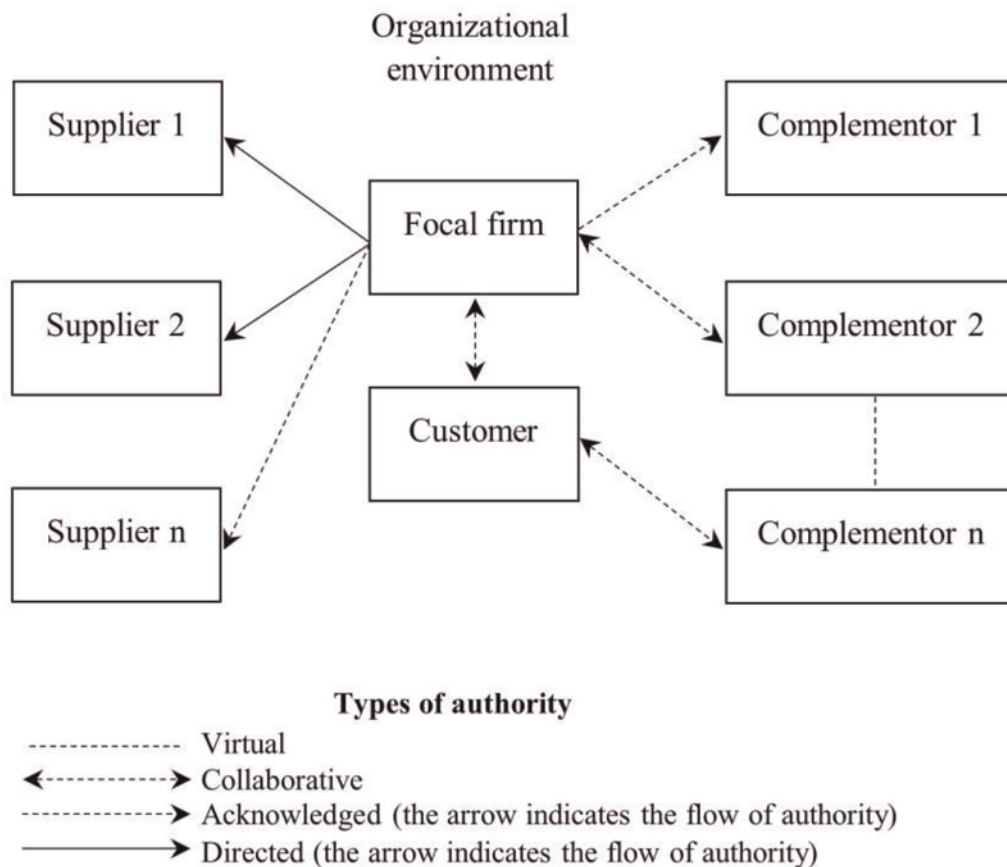 Organizational
environment
Supplier 1
Complementor 1
Focal firm
Supplier 2
Complementor 2
Customer
Supplier n
Complementor n
Types of authority
Virtual
Collaborative
Acknowledged (the arrow indicates the flow of authority)
Directed (the arrow indicates the flow of authority)